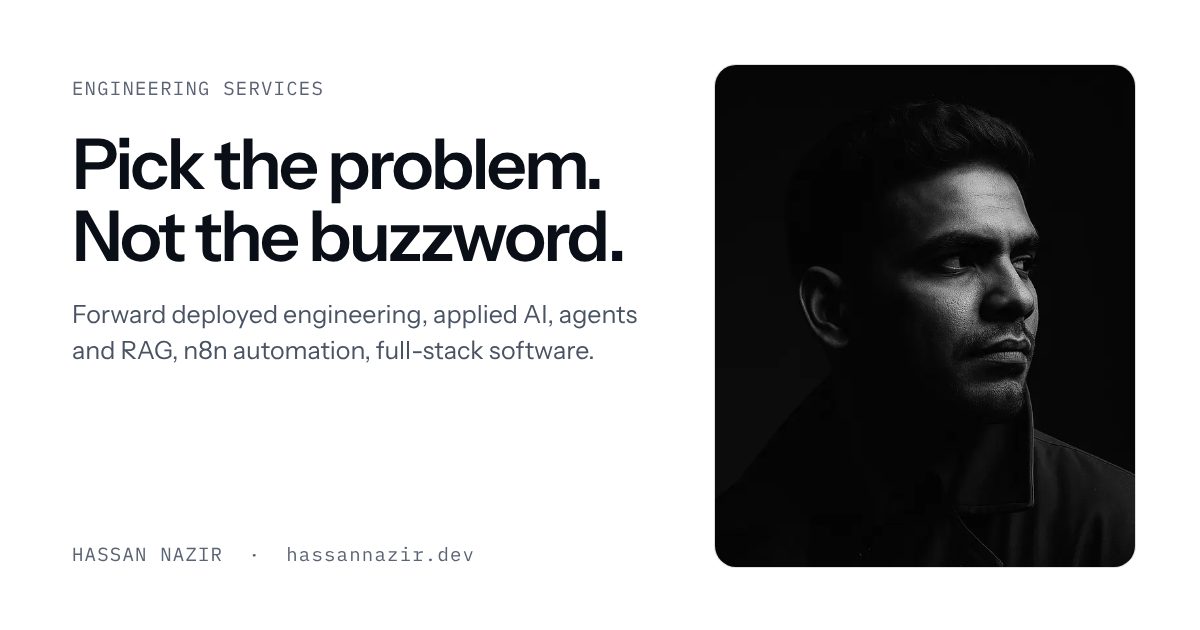 ENGINEERING SERVICES
Pick the problem.
Not the buzzword.
Forward deployed engineering, applied AI, agents
and RAG, n8n automation, full-stack software.
HASSAN NAZIR · hassannazir.dev